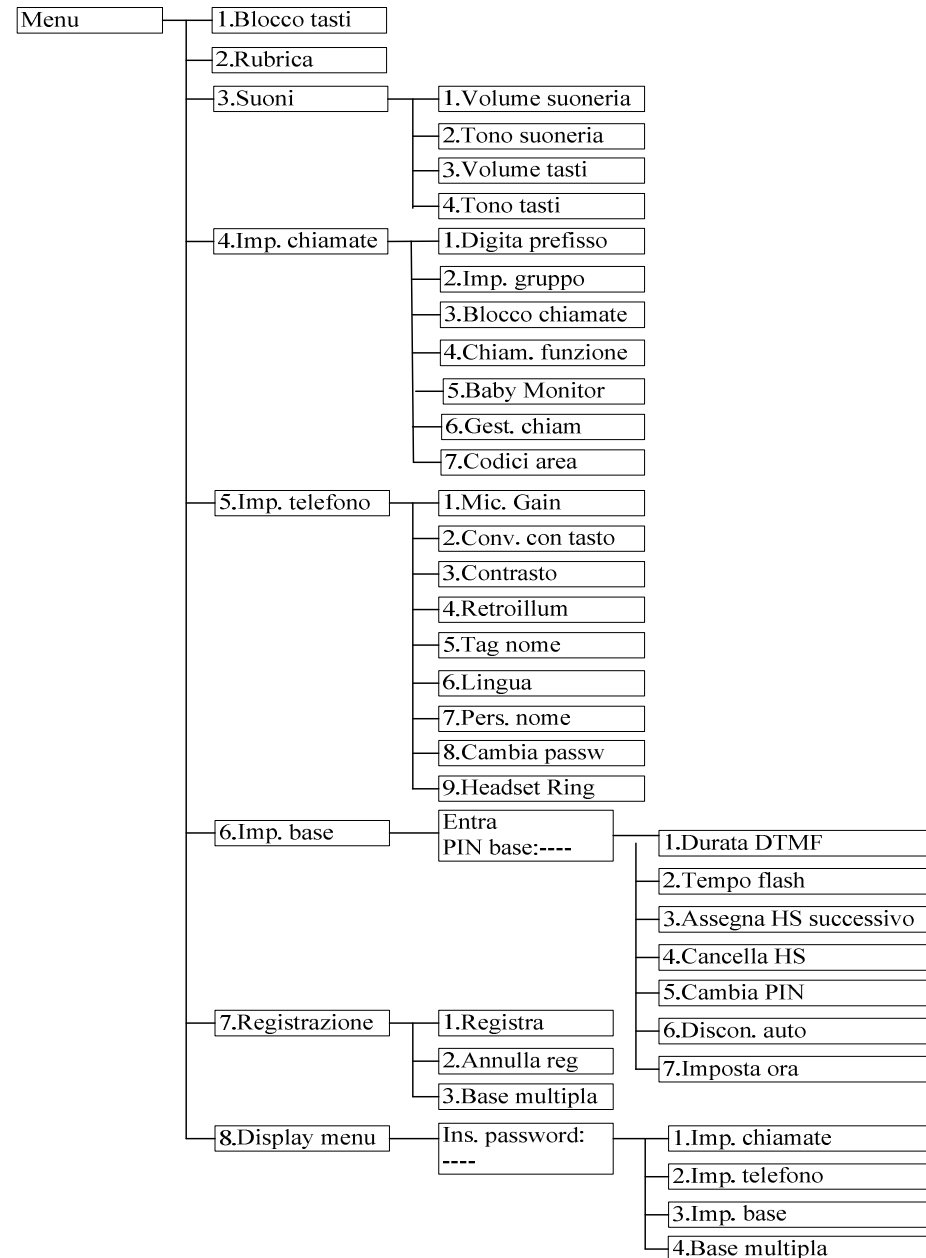 Menu
1.Blocco tasti
2.Rubrica
3.Suoni
1.Volume suoneria
2.Tono suoneria
3.Volume tasti
4.Tono tasti
4.Imp. chiamate
1.Digita prefisso
2.Imp. gruppo
3.Blocco chiamate
4.Chiam. funzione
5.Baby Monitor
6.Gest. chiam
7.Codici area
5.Imp. telefono
1.Mic. Gain
2.Conv. con tasto
3.Contrasto
4.Retroillum
5.Tag nome
6.Lingua
7.Pers. nome
8.Cambia passw
9.Headset Ring
6.Imp. base
Entra
PIN base:----
1.Durata DTMF
2.Tempo flash
3.Assegna HS successivo
4.Cancella HS
5.Cambia PIN
6.Discon. auto
7.Imposta ora
7.Registrazione
1.Registra
2.Annulla reg
3.Base multipla
8.Display menu
Ins. password:
----
1.Imp. chiamate
2.Imp. telefono
3.Imp. base
4.Base multipla